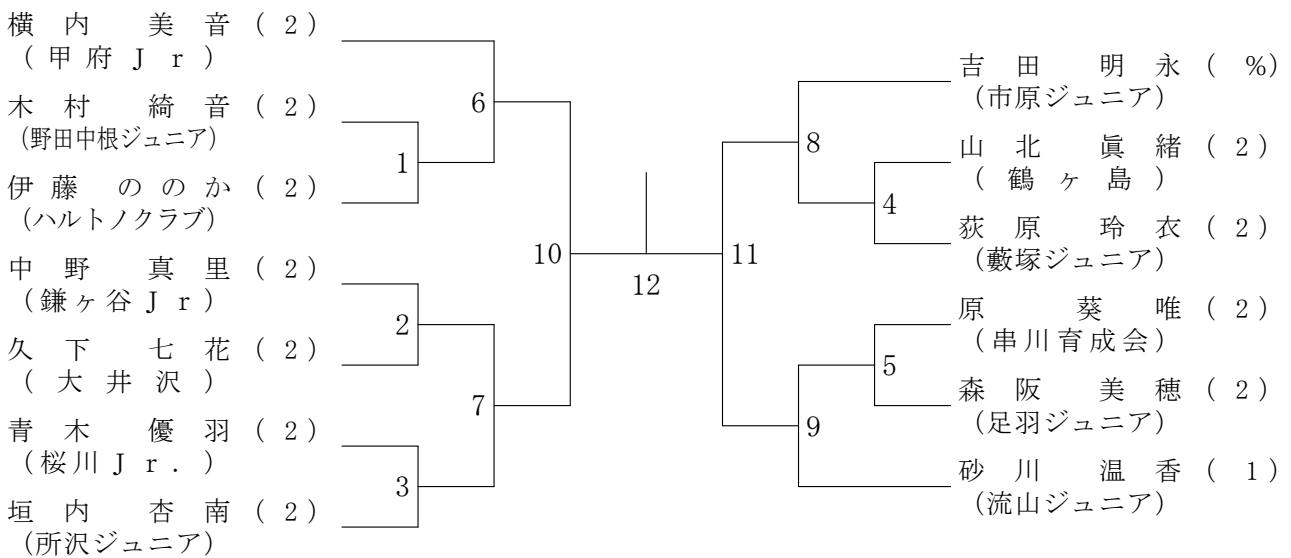 横内 美音(2)
(甲府Jr)
木村 綺音(2)
(野田中根ジュニア)
伊藤 ののか(2)
(ハルトノクラブ)
中野 真里(2)
(鎌ヶ谷Jr)
久下 七花(2)
(大井沢)
青木 優羽(2)
(桜川Jr.)
垣内 杏南(2)
(所沢ジュニア)
6
1
2
7
3
10
12
11
8
4
5
9
吉田 明永( %)
(市原ジュニア)
山北 眞緒(2)
(鶴ヶ島)
荻原 玲衣(2)
(藪塚ジュニア)
原 葵唯(2)
(串川育成会)
森阪 美穂(2)
(足羽ジュニア)
砂川 温香(1)
(流山ジュニア)